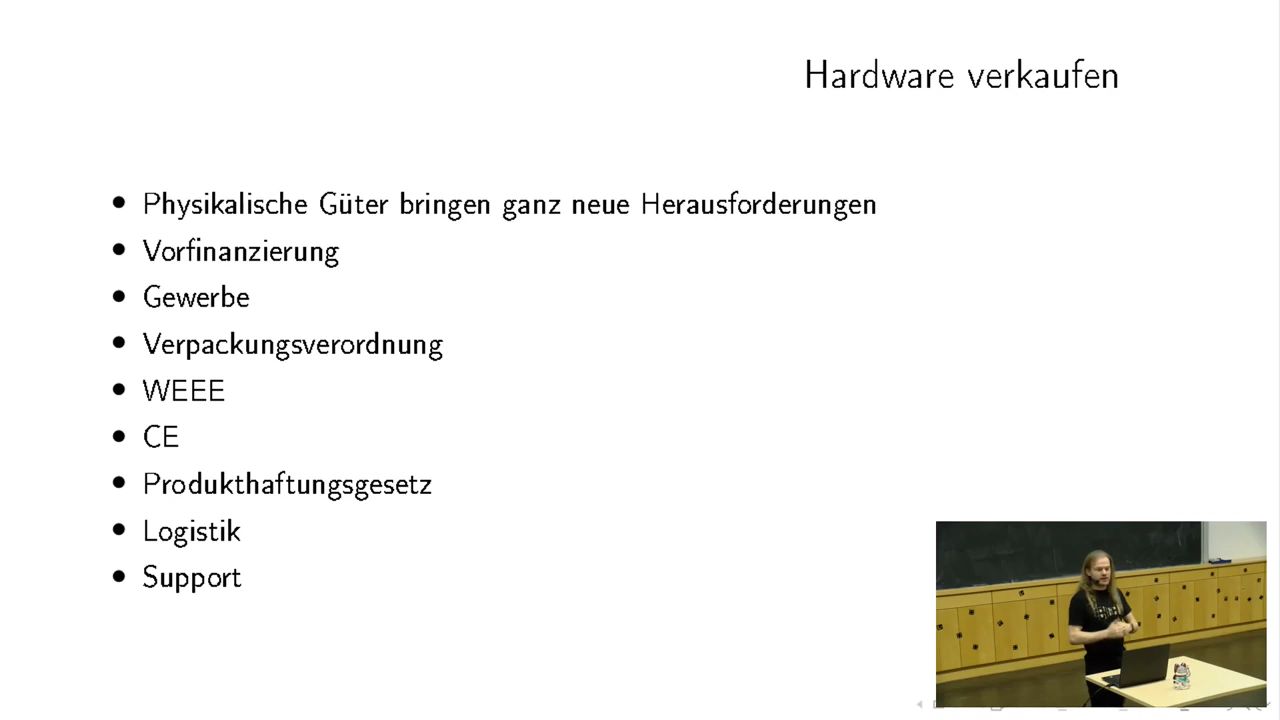 Hardware verkaufen
• Physikalische Güter bringen ganz neue Herausforderungen
• Vorfinanzierung
• Gewerbe
• Verpackungsverordnung
• WEEE
• CE
• Produkthaftungsgesetz
• Logistik
• Support